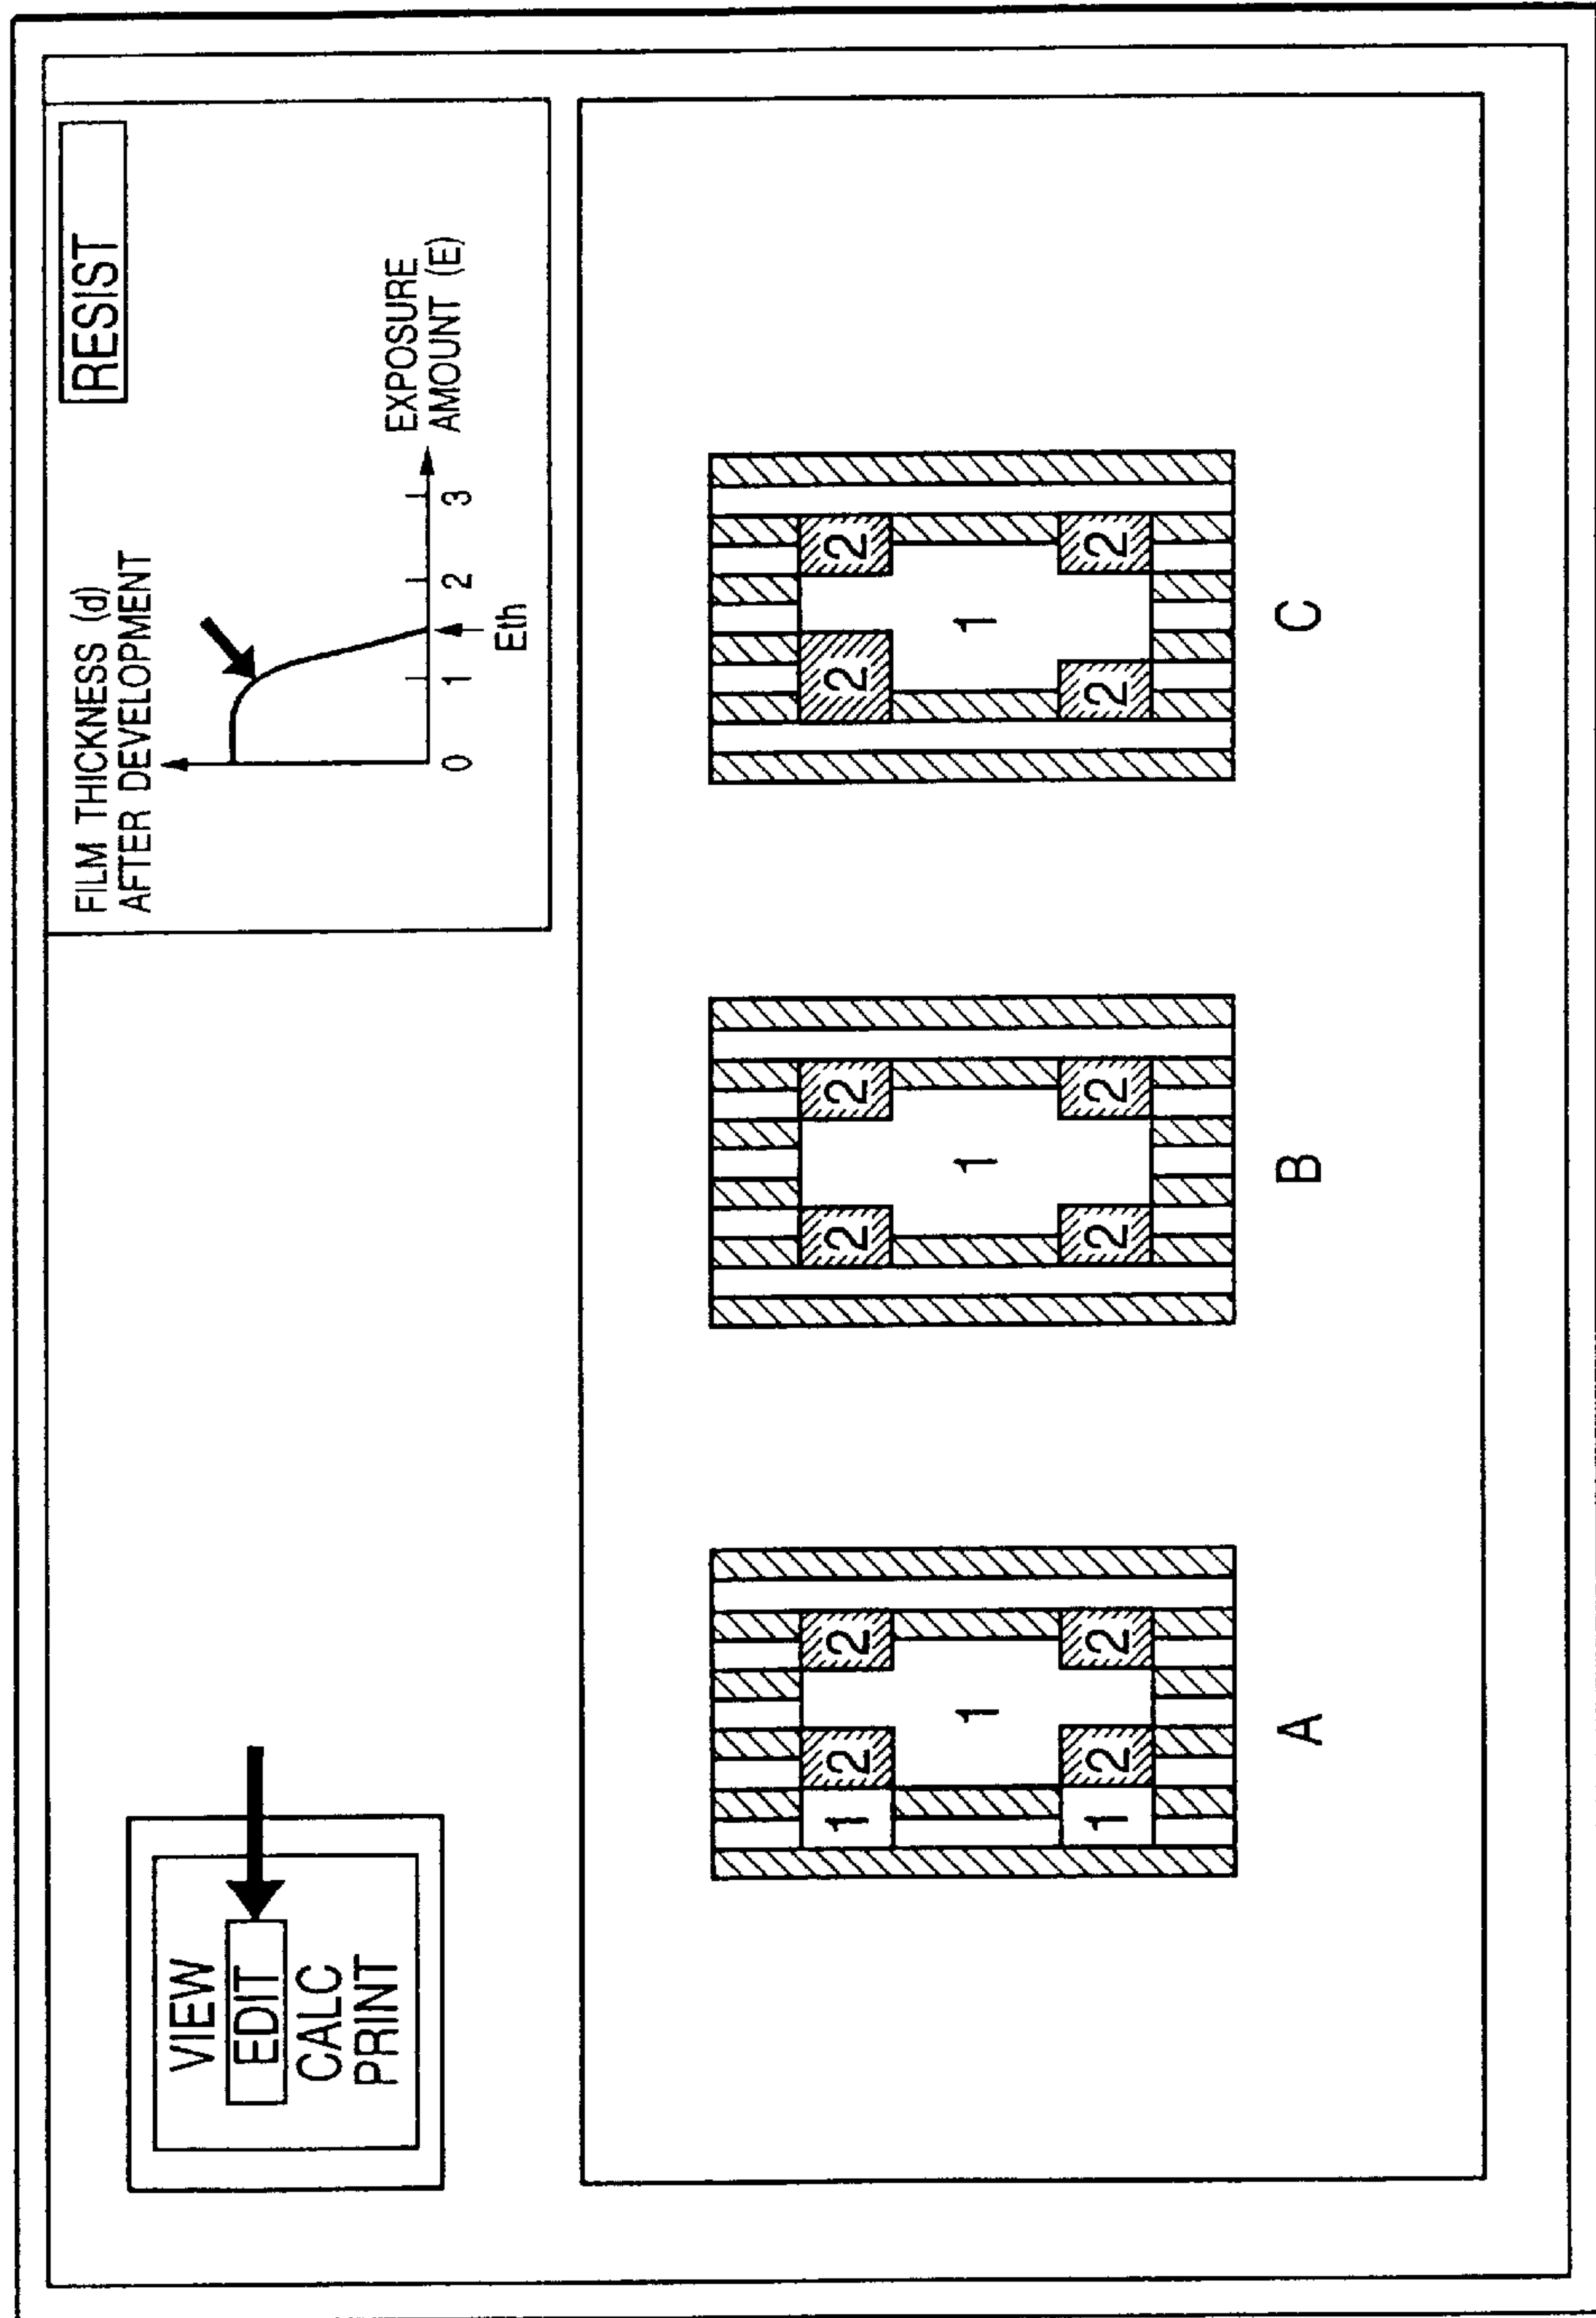 VIEW
EDIT
CALC
PRINT
RESIST
FILM THICKNESS (d)
AFTER DEVELOPMENT
0 1 2 3
EXPOSURE
AMOUNT (E)
Eth
1 2 2
2 2
2 2
1
1
1
1 2 2
2 2
2 2
A
B
C